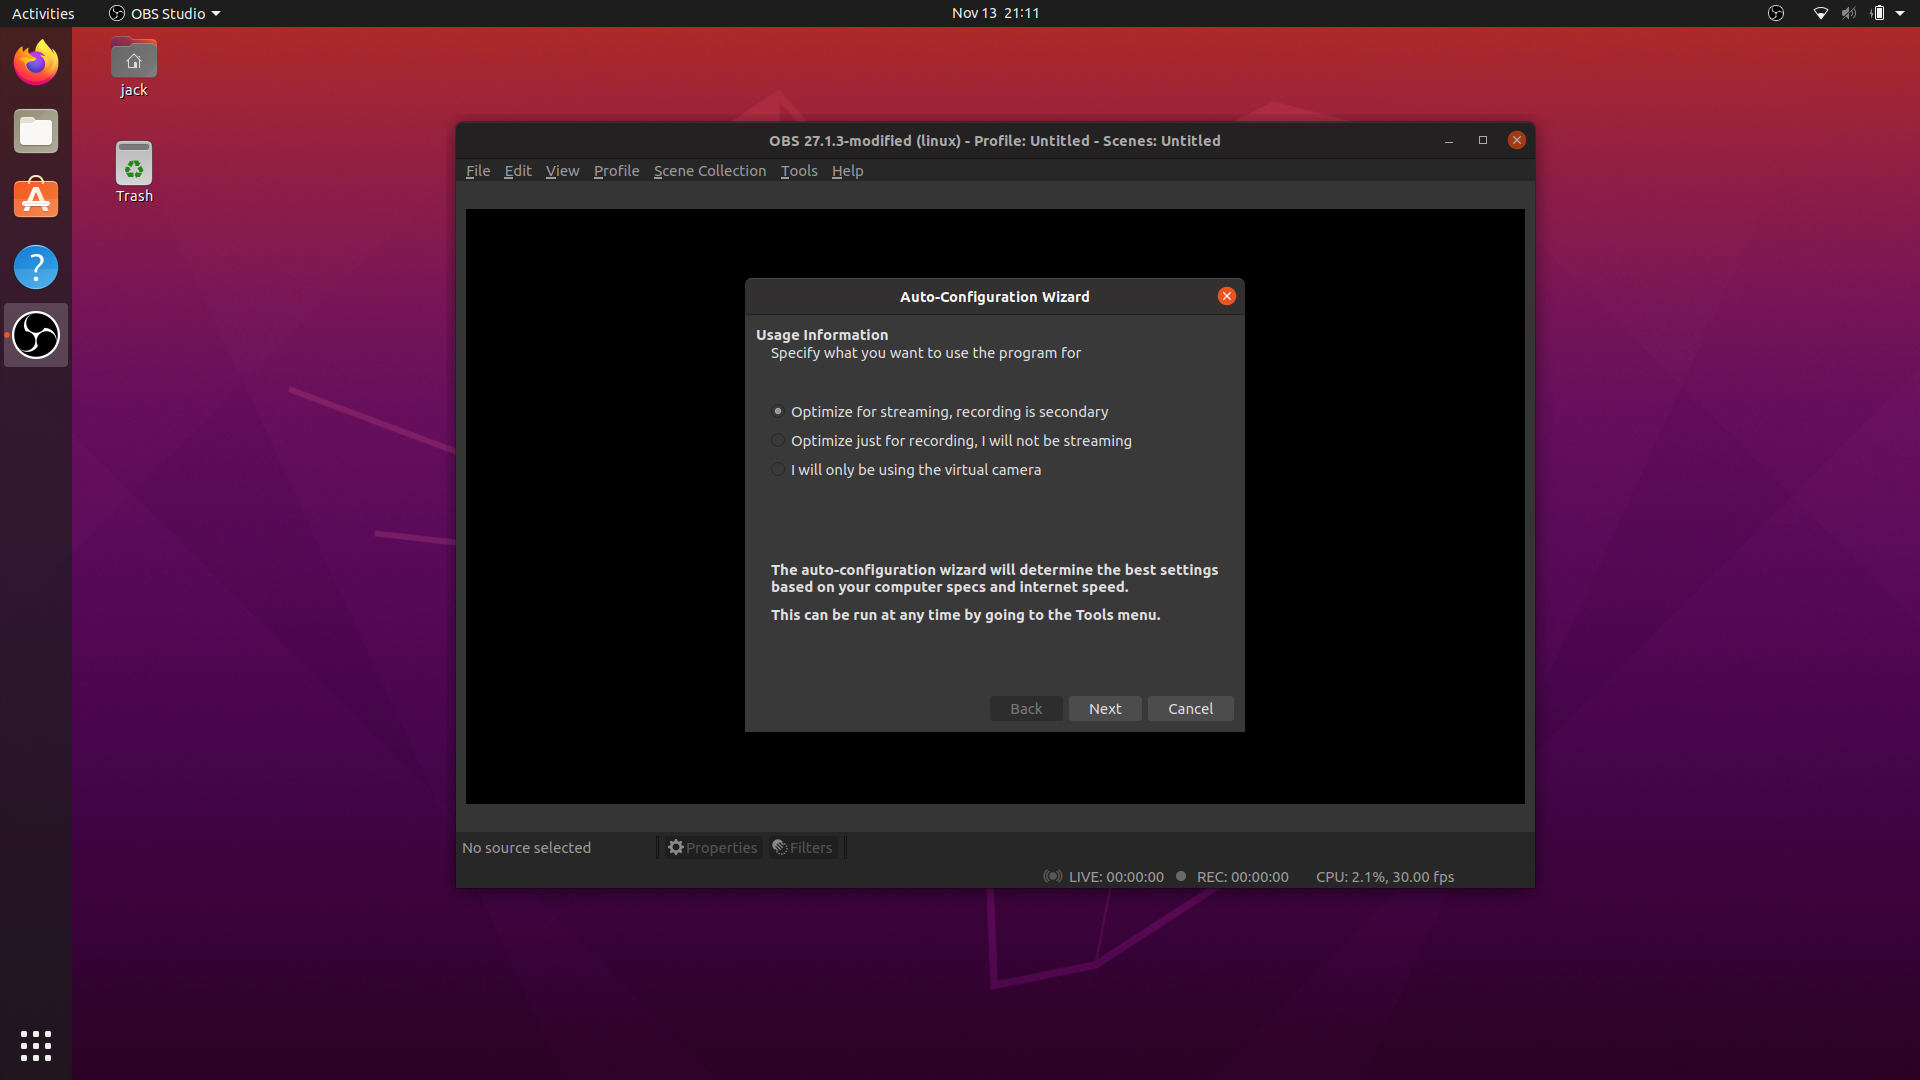 Activities
OBS Studio
Nov 13 21:11
jack
Trash
OBS 27.1.3-modified (linux) - Profile: Untitled - Scenes: Untitled
File Edit View Profile Scene Collection Tools Help
Auto-Configuration Wizard
Usage Information
Specify what you want to use the program for
Optimize for streaming, recording is secondary
Optimize just for recording, I will not be streaming
I will only be using the virtual camera
The auto-configuration wizard will determine the best settings
based on your computer specs and internet speed.
This can be run at any time by going to the Tools menu.
Back Next Cancel
No source selected
Properties
Filters
LIVE: 00:00:00
REC: 00:00:00
CPU: 2.1%, 30.00 fps